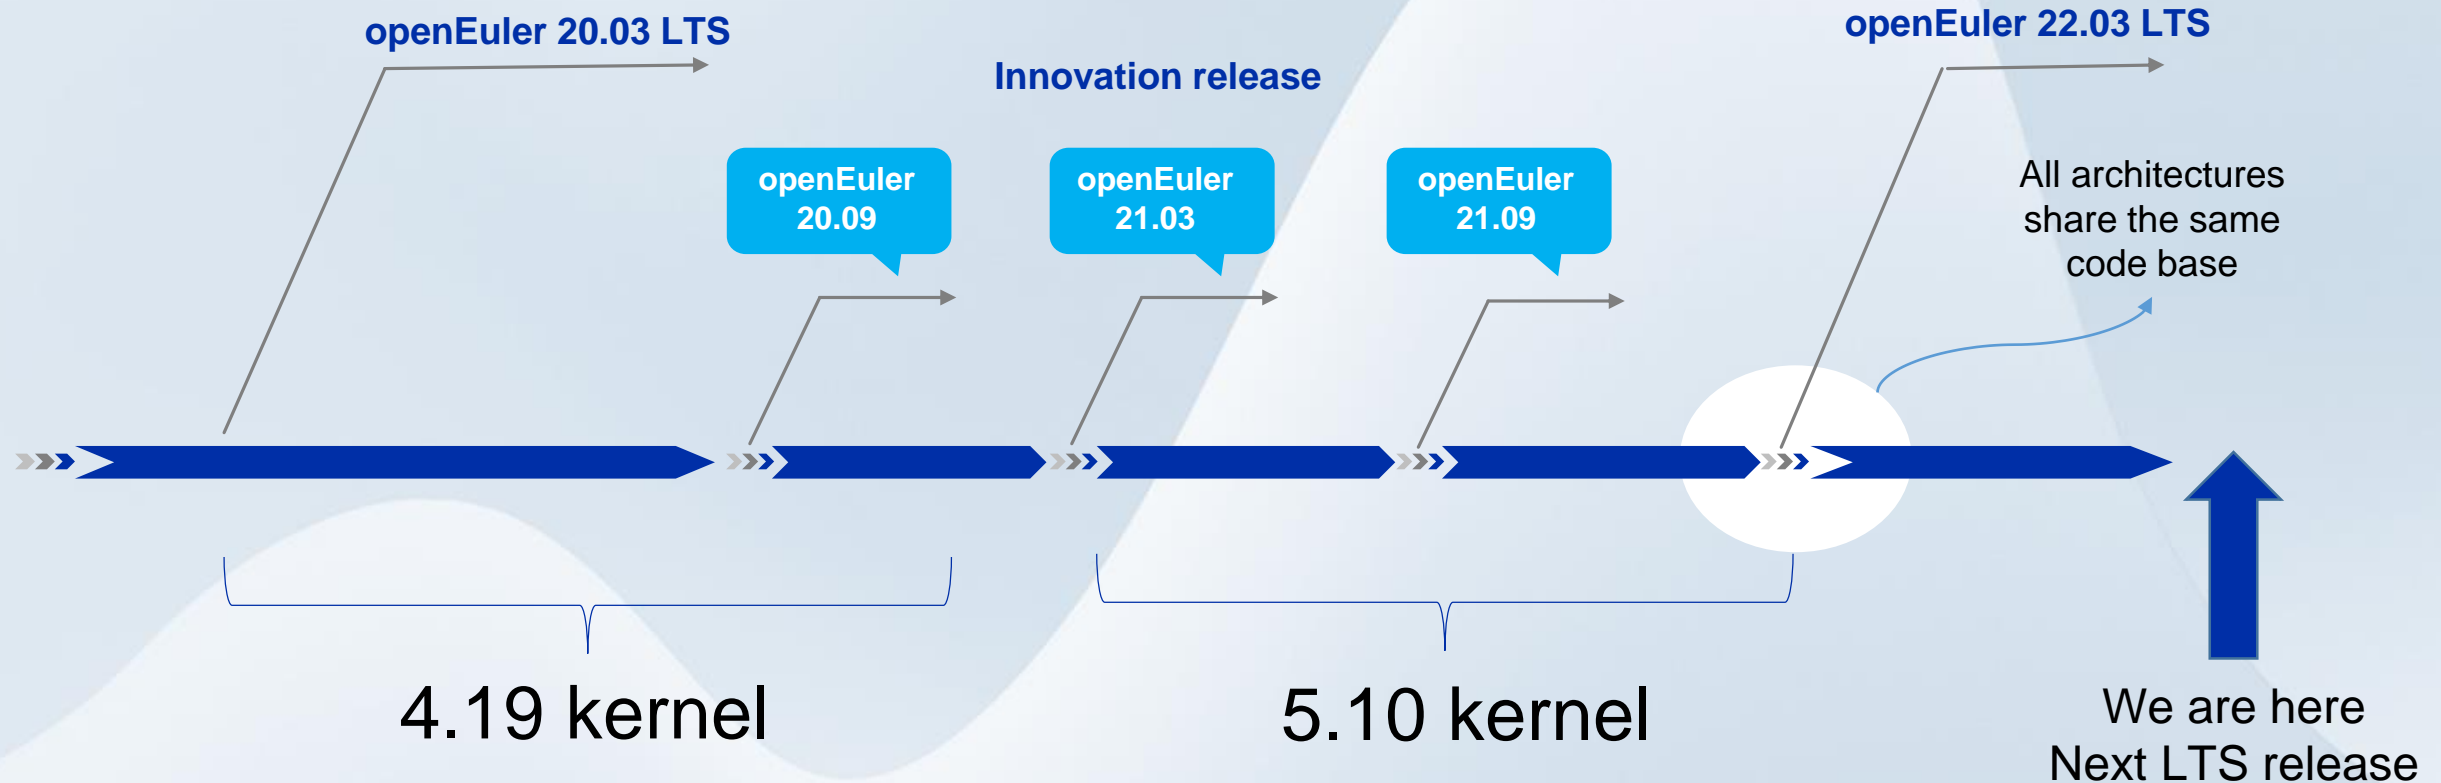 openEuler 20.03 LTS
Innovation release
openEuler 22.03 LTS
openEuler
20.09
openEuler
21.03
openEuler
21.09
All architectures
share the same
code base
4.19 kernel
5.10 kernel
We are here
Next LTS release